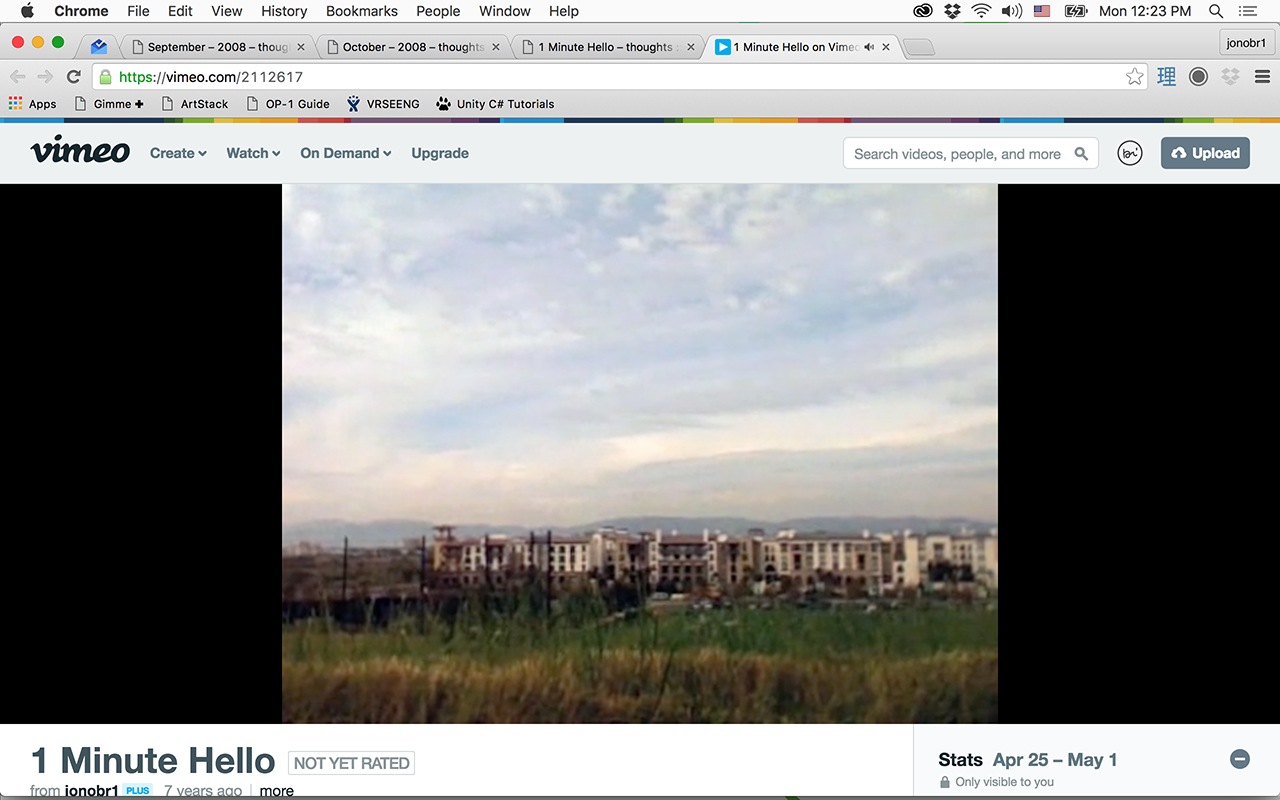 Chrome File Edit View History Bookmarks People Window Help Mon 12:23 PM
September – 2008 – thoug October – 2008 – thoughts 1 Minute Hello – thoughts : 1 Minute Hello on Vimeo jonobr1
https://vimeo.com/2112617
Apps Gimme + ArtStack OP-1 Guide VRSEENG Unity C# Tutorials
vimeo Create Watch On Demand Upgrade Search videos, people, and more Upload
1 Minute Hello NOT YET RATED
from jonobr1 PLUS 7 years ago more
Stats Apr 25 – May 1
Only visible to you